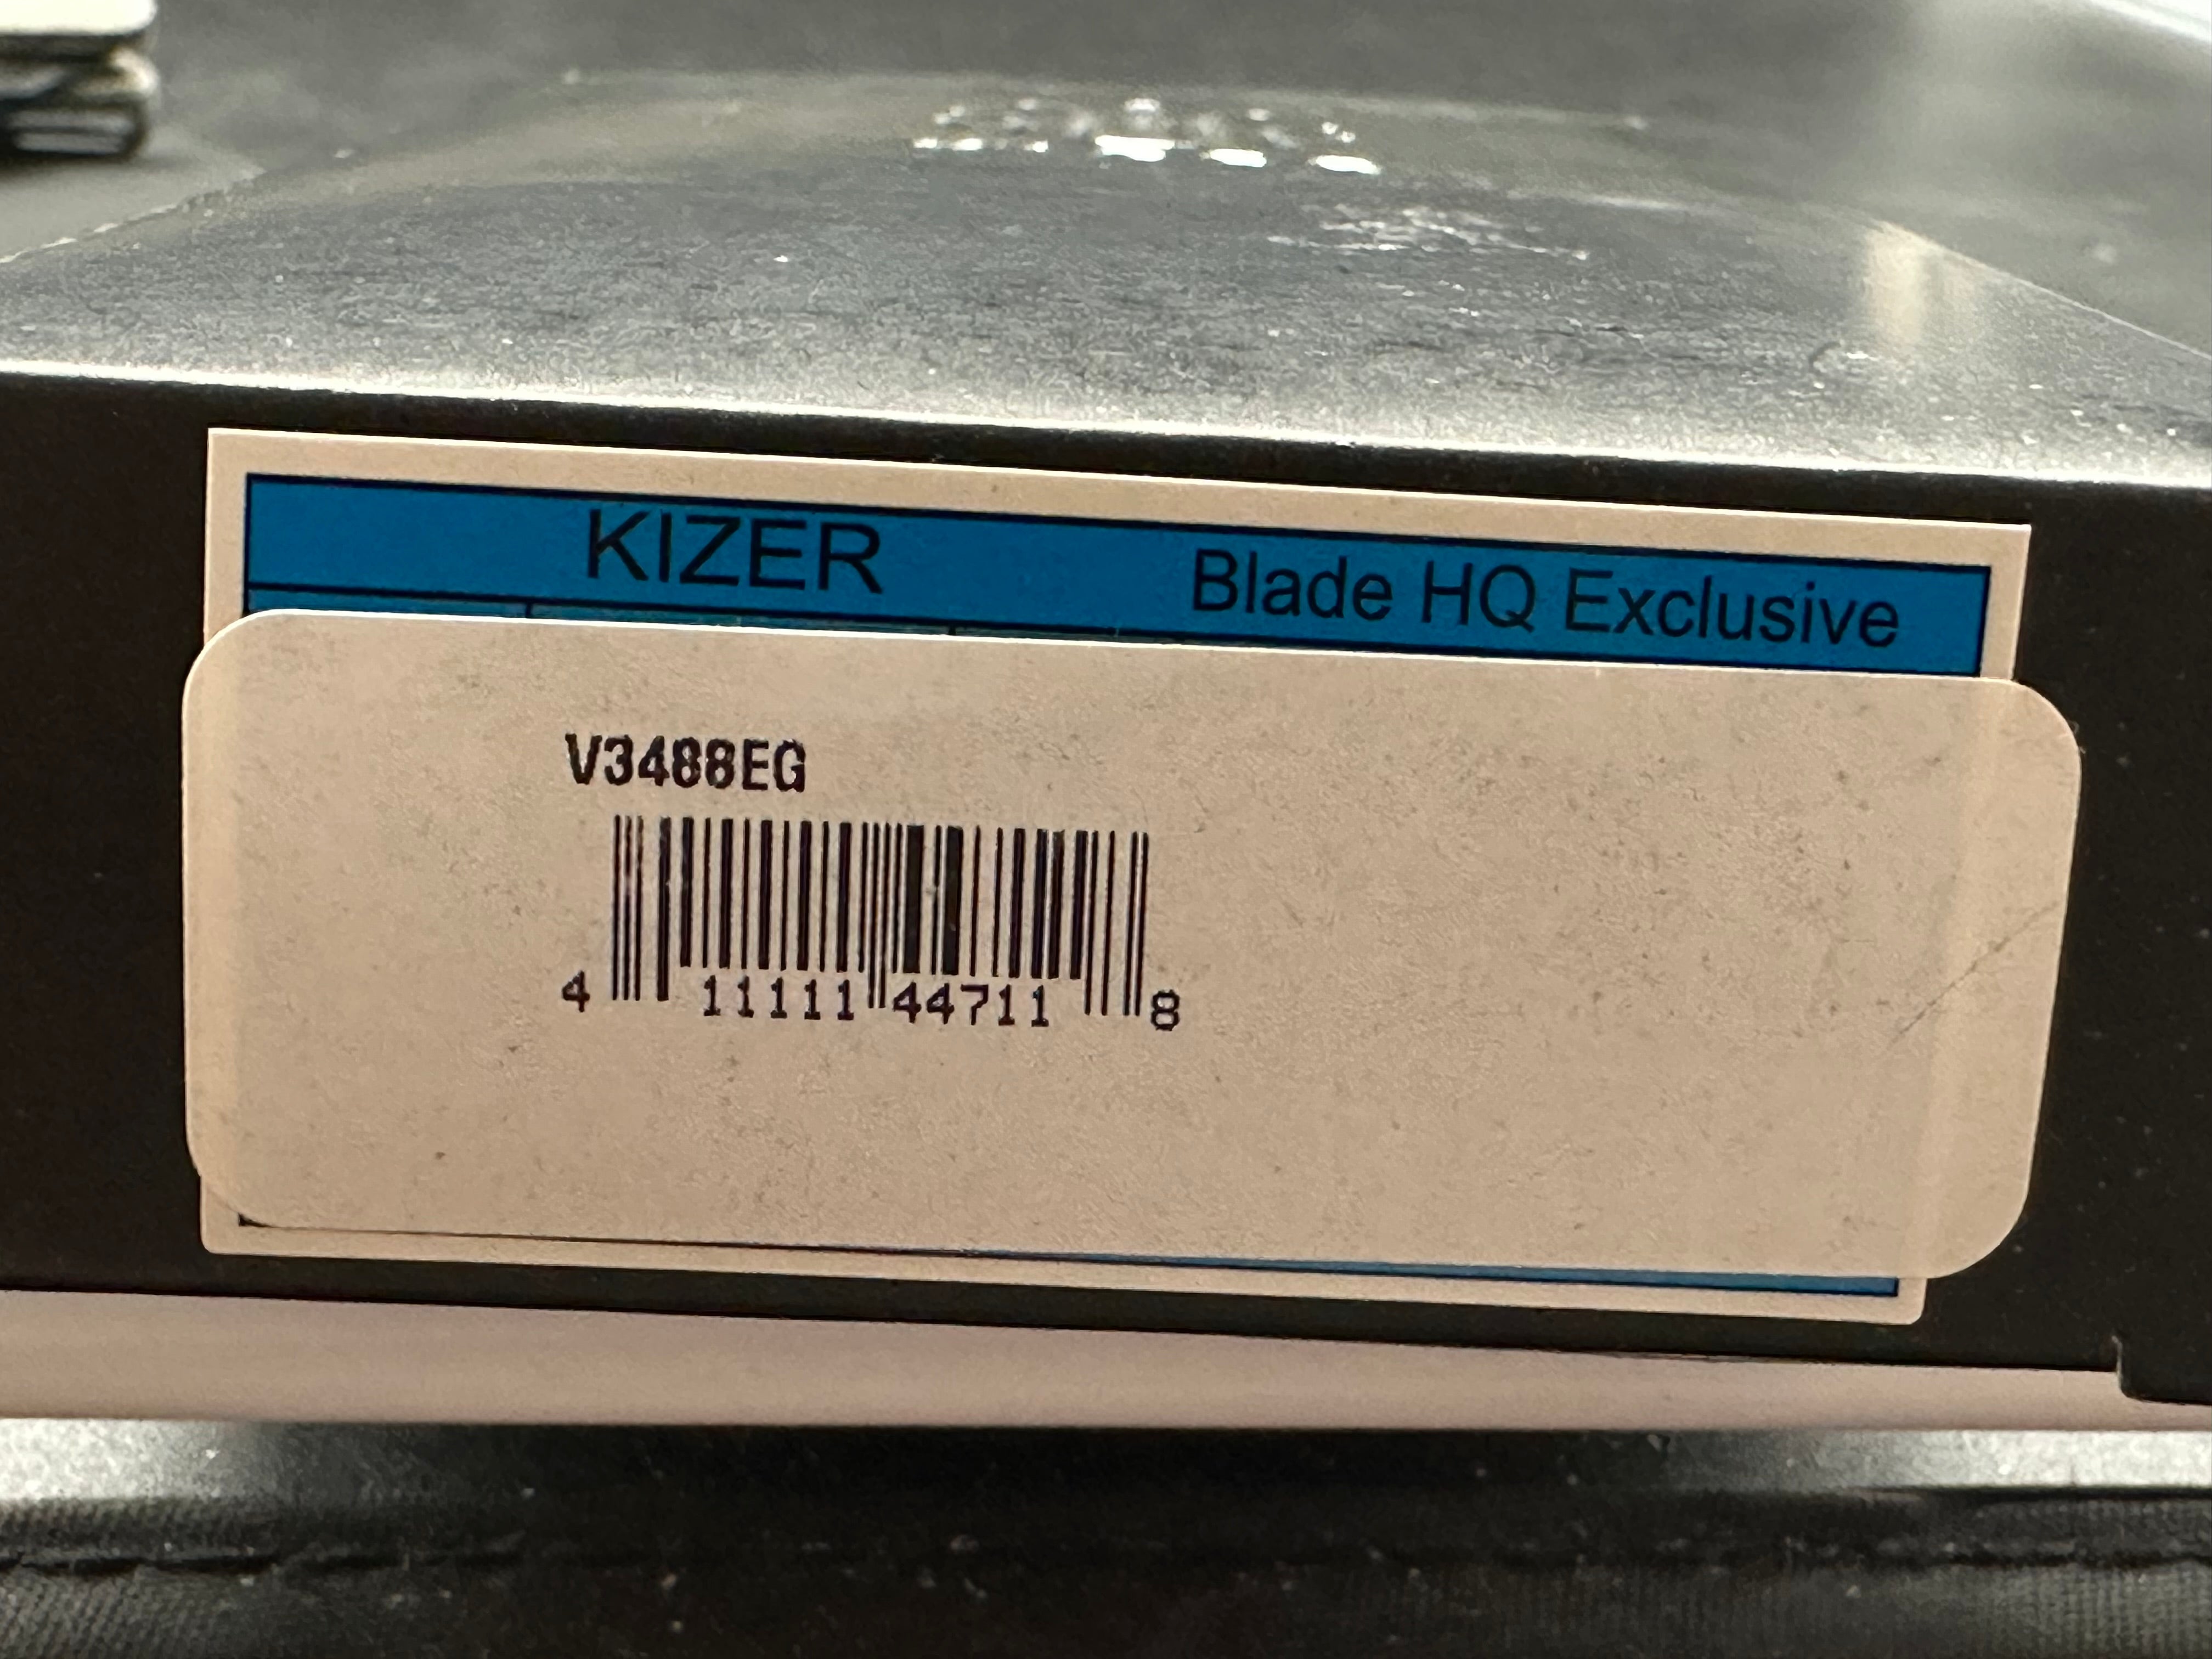 KIZER Blade HQ Exclusive
V3488EG
4 11111 44711 8